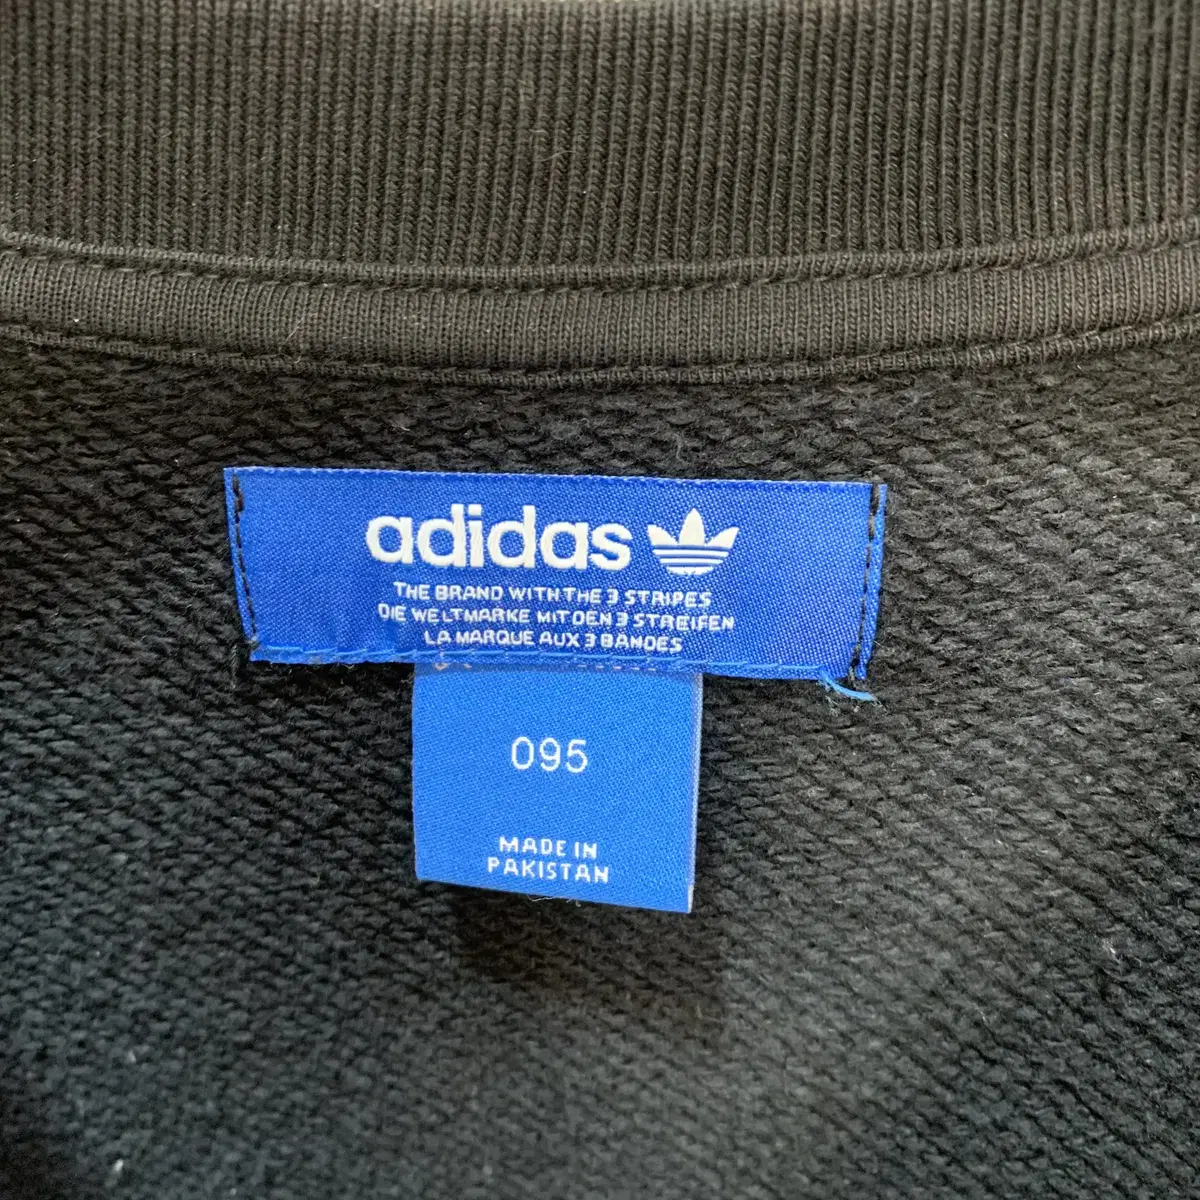 adidas
THE BRAND WITH THE 3 STRIPES
DIE WELTMARKE MIT DEN 3 STREIFEN
LA MARQUE AUX 3 BANDES
095
MADE IN
PAKISTAN